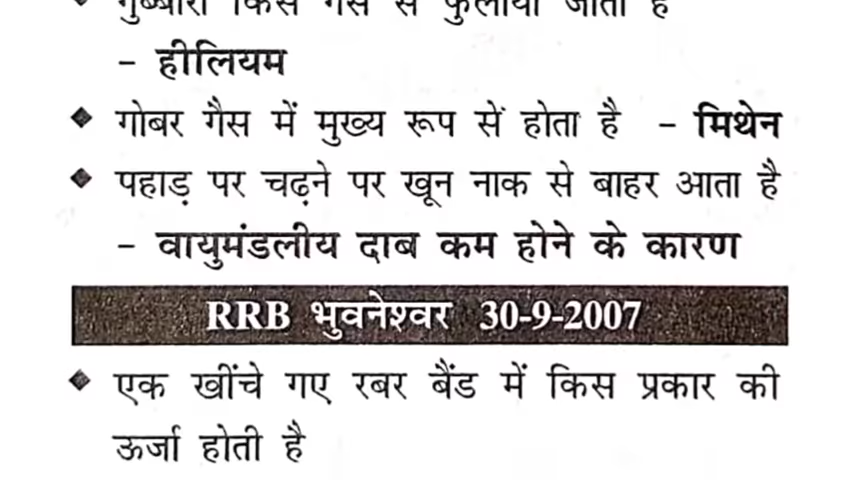 गुब्बारा किस गैस से फुलाया जाता है
– हीलियम
◆ गोबर गैस में मुख्य रूप सें होता है – मिथेन
◆ पहाड़ पर चढ़ने पर खून नाक से बाहर आता है
– वायुमंडलीय दाब कम होने के कारण
RRB भुवनेश्वर 30-9-2007
◆ एक खींचे गए रबर बैंड में किस प्रकार की
ऊर्जा होती है